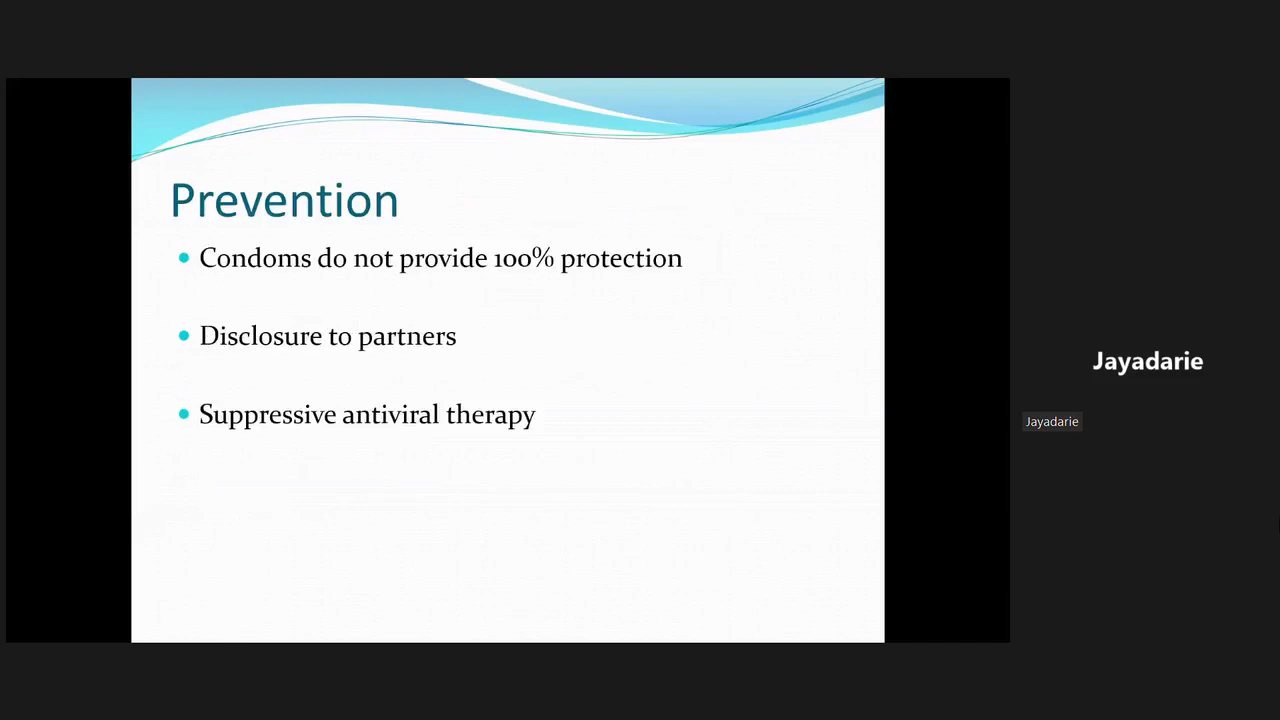 Prevention
Condoms do not provide 100% protection
Disclosure to partners
Suppressive antiviral therapy
Jayadarie
Jayadarie